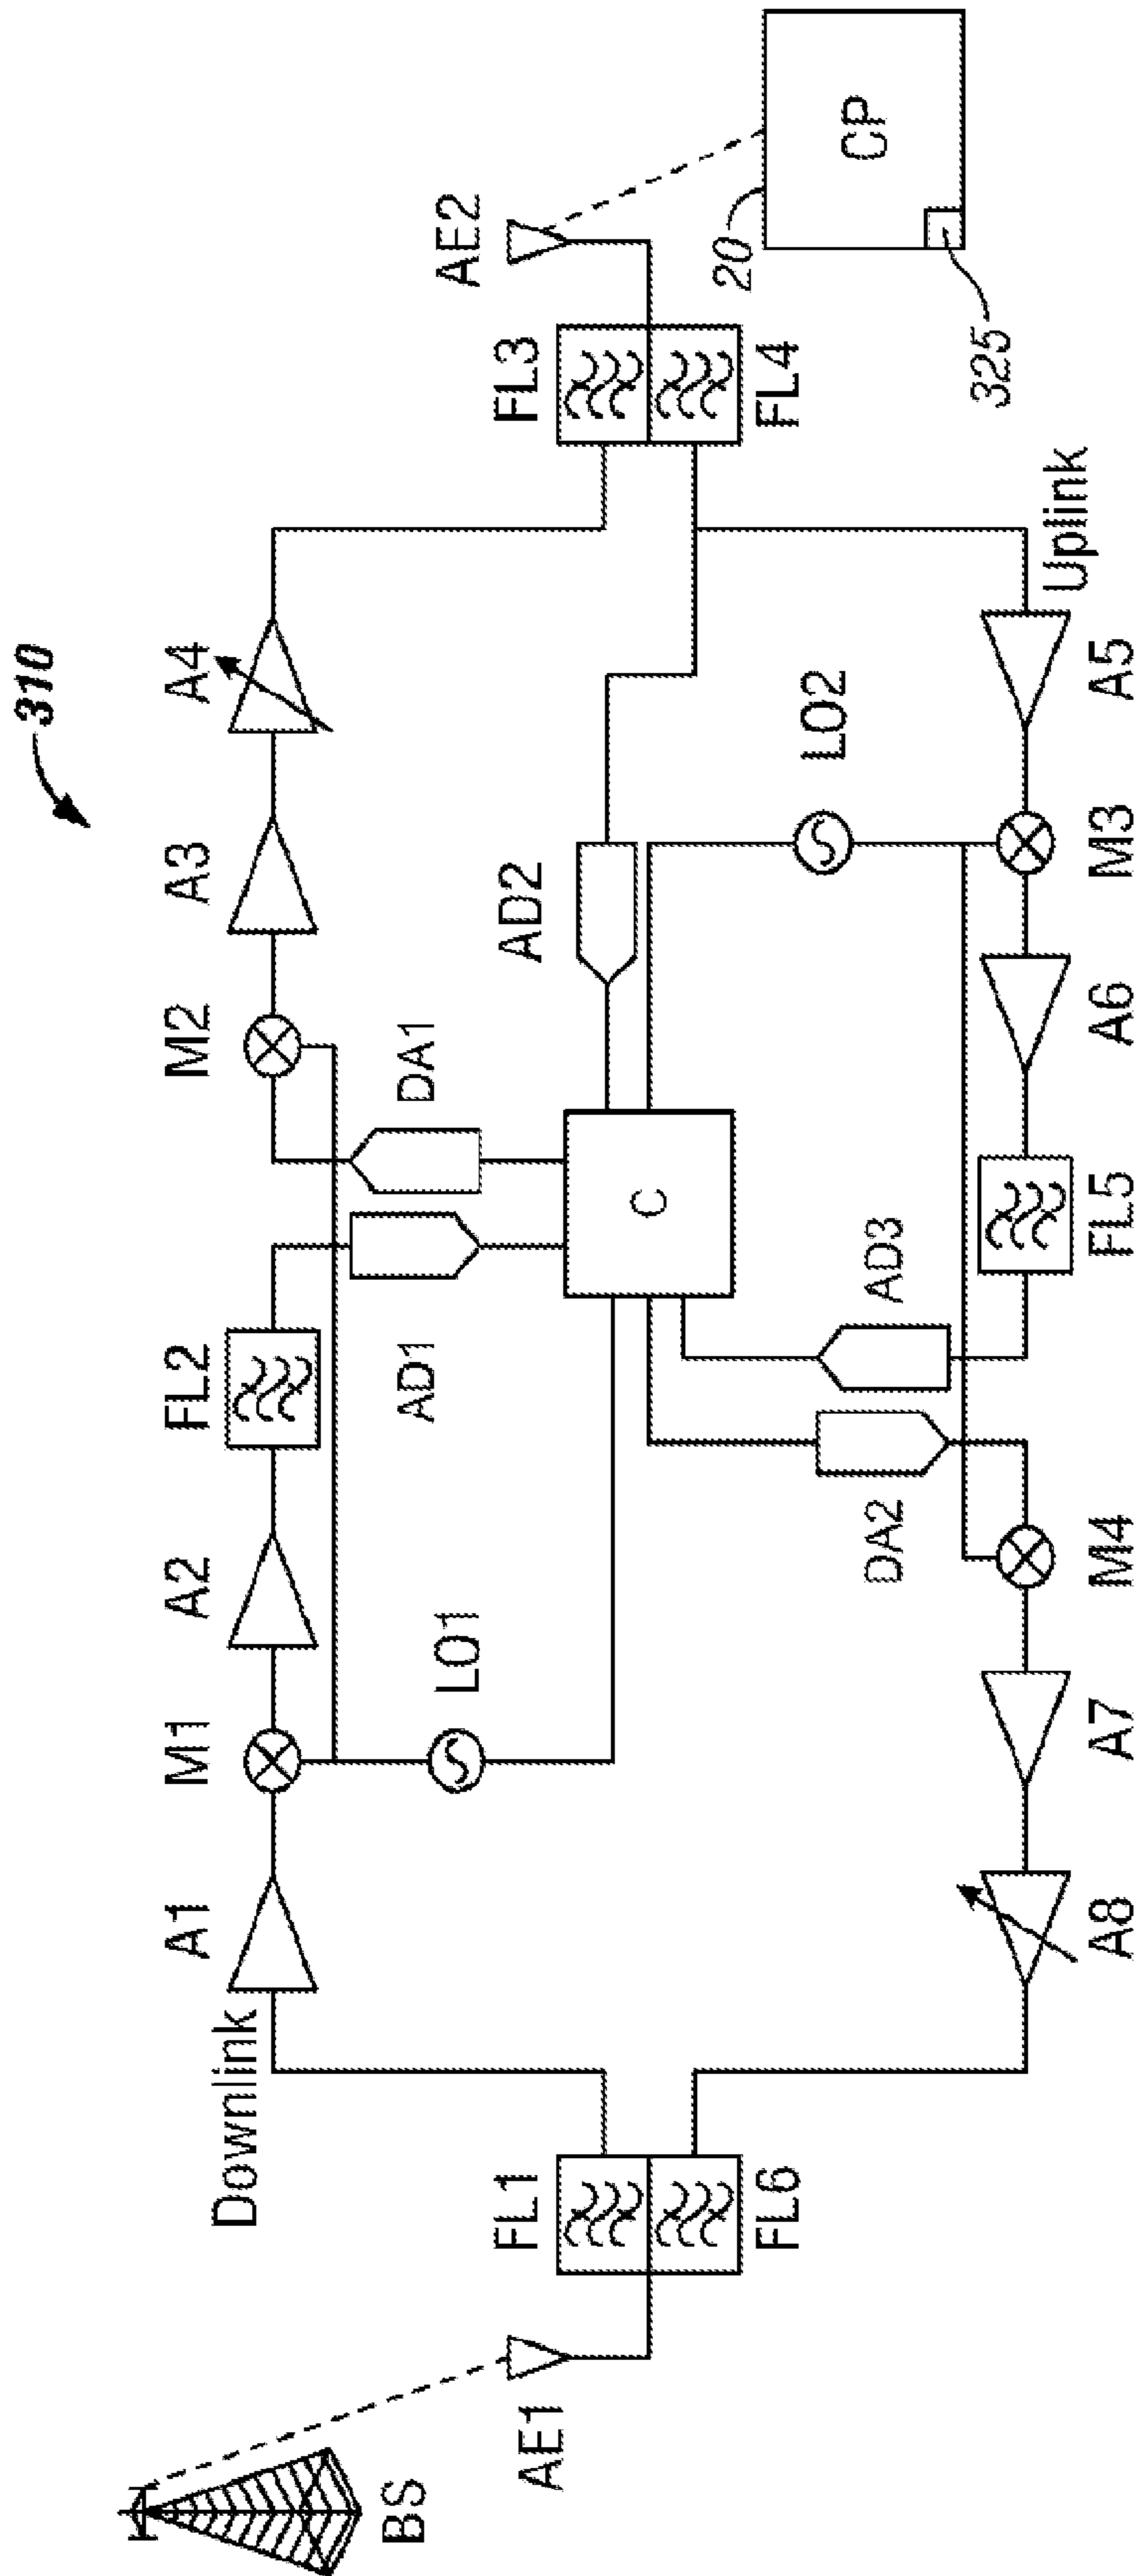 310
Downlink
A1
M1
A2
FL2
M2
A3
A4
LO1
AD1
DA1
AD2
C
LO2
BS
AE1
FL1
FL6
FL3
FL4
AE2
20
CP
325
DA2
AD3
A8
A7
M4
FL5
A6
M3
A5
Uplink